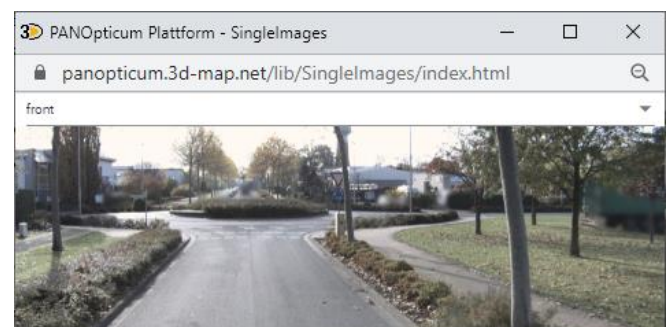 3D PANOpticum Plattform - SingleImages
panopticum.3d-map.net/lib/SingleImages/index.html
front